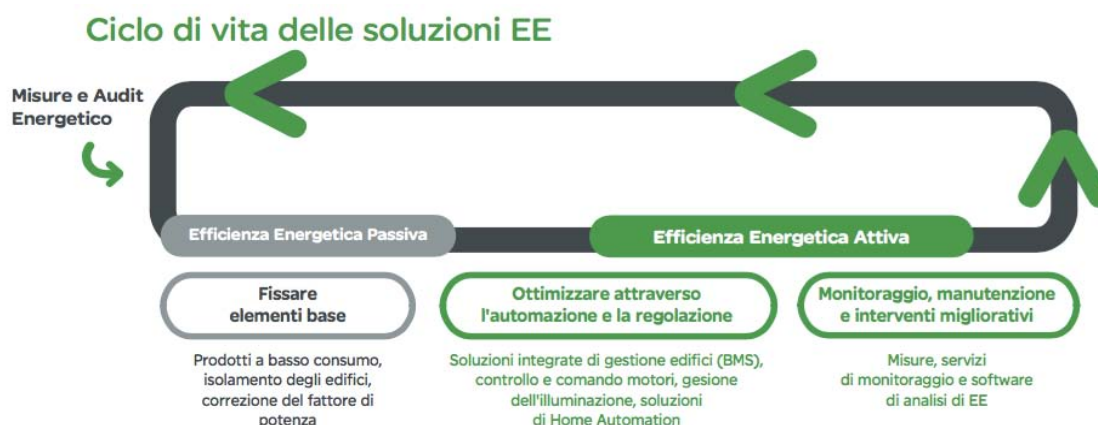 Ciclo di vita delle soluzioni EE
Misure e Audit
Energetico
Efficienza Energetica Passiva
Efficienza Energetica Attiva
Fissare
elementi base
Ottimizzare attraverso
l'automazione e la regolazione
Monitoraggio, manutenzione
e interventi migliorativi
Prodotti a basso consumo,
isolamento degli edifici,
correzione del fattore di
potenza
Soluzioni integrate di gestione edifici (BMS),
controllo e comando motori, gesione
dell'illuminazione, soluzioni
di Home Automation
Misure, servizi
di monitoraggio e software
di analisi di EE